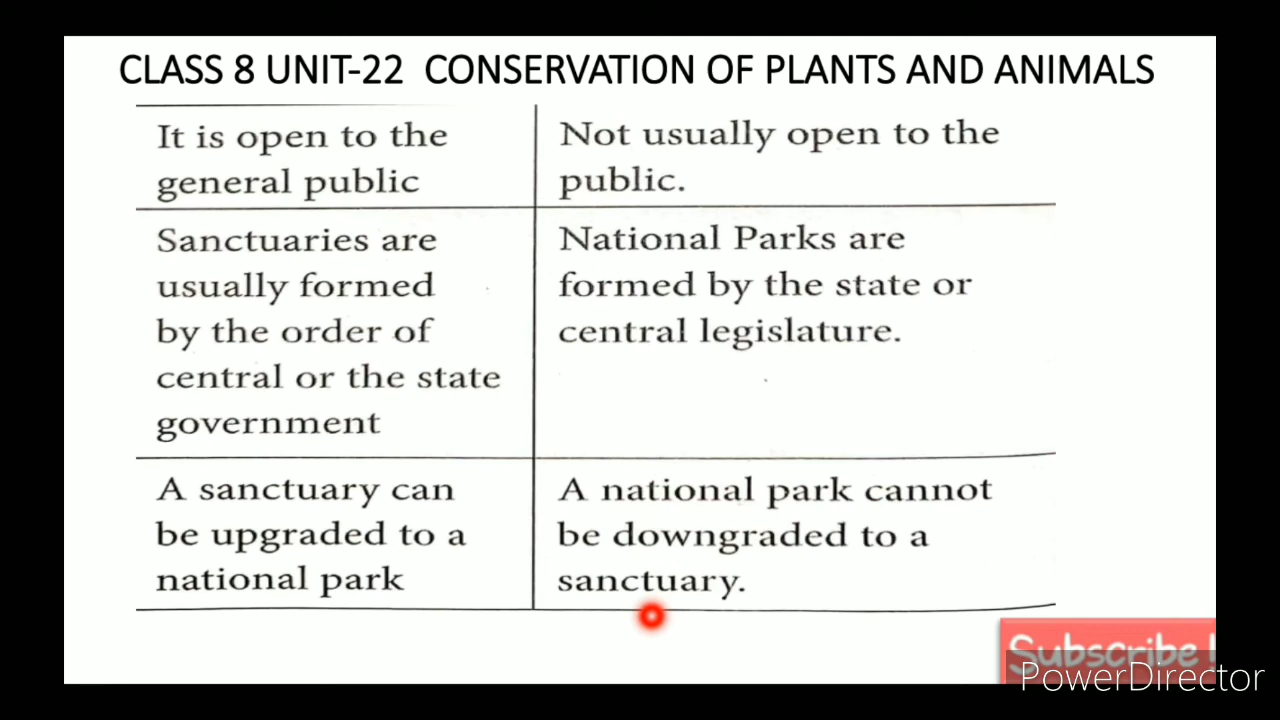 CLASS 8 UNIT-22 CONSERVATION OF PLANTS AND ANIMALS
It is open to the
general public
Not usually open to the
public.
Sanctuaries are
usually formed
by the order of
central or the state
government
National Parks are
formed by the state or
central legislature.
A sanctuary can
be upgraded to a
national park
A national park cannot
be downgraded to a
sanctuary.
Subscribe !
PowerDirector